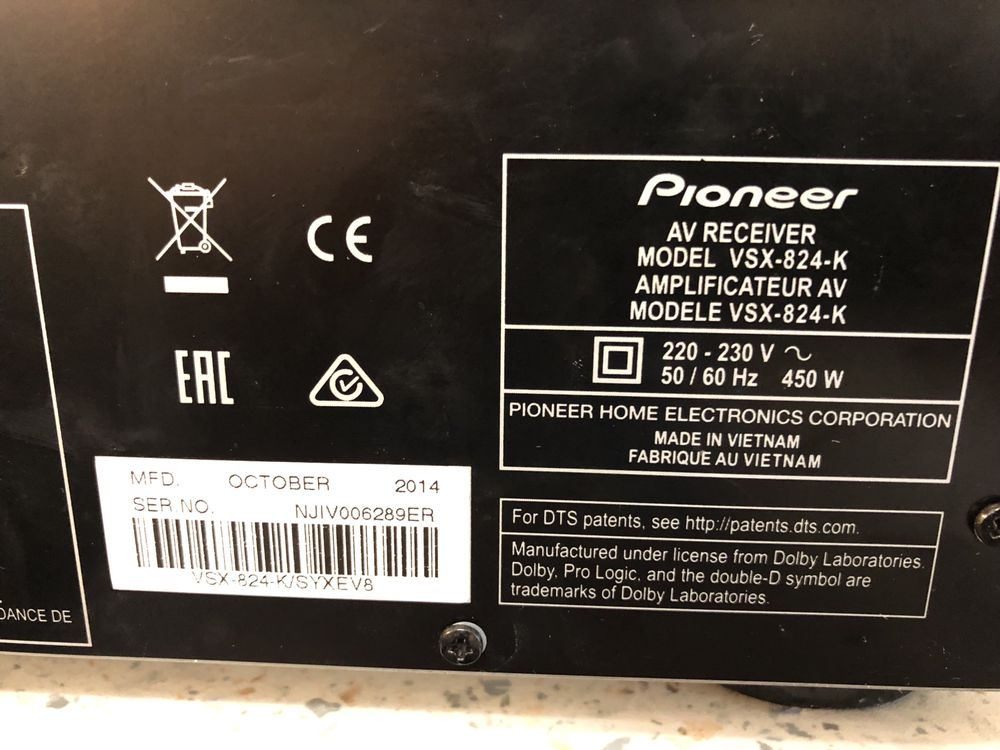 Pioneer
AV RECEIVER
MODEL VSX-824-K
AMPLIFICATEUR AV
MODELE VSX-824-K
220 - 230 V ~
50 / 60 Hz 450 W
PIONEER HOME ELECTRONICS CORPORATION
MADE IN VIETNAM
FABRIQUE AU VIETNAM
For DTS patents, see http://patents.dts.com.
Manufactured under license from Dolby Laboratories.
Dolby, Pro Logic, and the double-D symbol are
trademarks of Dolby Laboratories.
CE
EAC
MFD. OCTOBER 2014
SER.NO. NJIV006289ER
VSX-824-K/SYXEV8
DANCE DE